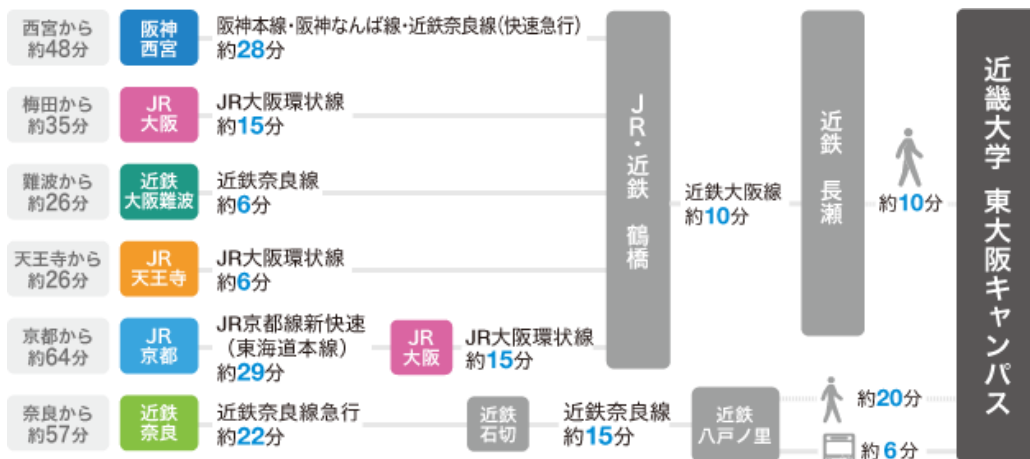 西宮から
約48分
阪神
西宮
阪神本線・阪神なんば線・近鉄奈良線(快速急行)
約28分
梅田から
約35分
JR
大阪
JR大阪環状線
約15分
難波から
約26分
近鉄
大阪難波
近鉄奈良線
約6分
天王寺から
約26分
JR
天王寺
JR大阪環状線
約6分
京都から
約64分
JR
京都
JR京都線新快速
(東海道本線)
約29分
JR
大阪
JR大阪環状線
約15分
JR・近鉄 鶴橋
近鉄大阪線
約10分
近鉄 長瀬
約10分
奈良から
約57分
近鉄
奈良
近鉄奈良線急行
約22分
近鉄
石切
近鉄奈良線
約15分
近鉄
八戸ノ里
約20分
約6分
近畿大学 東大阪キャンパス